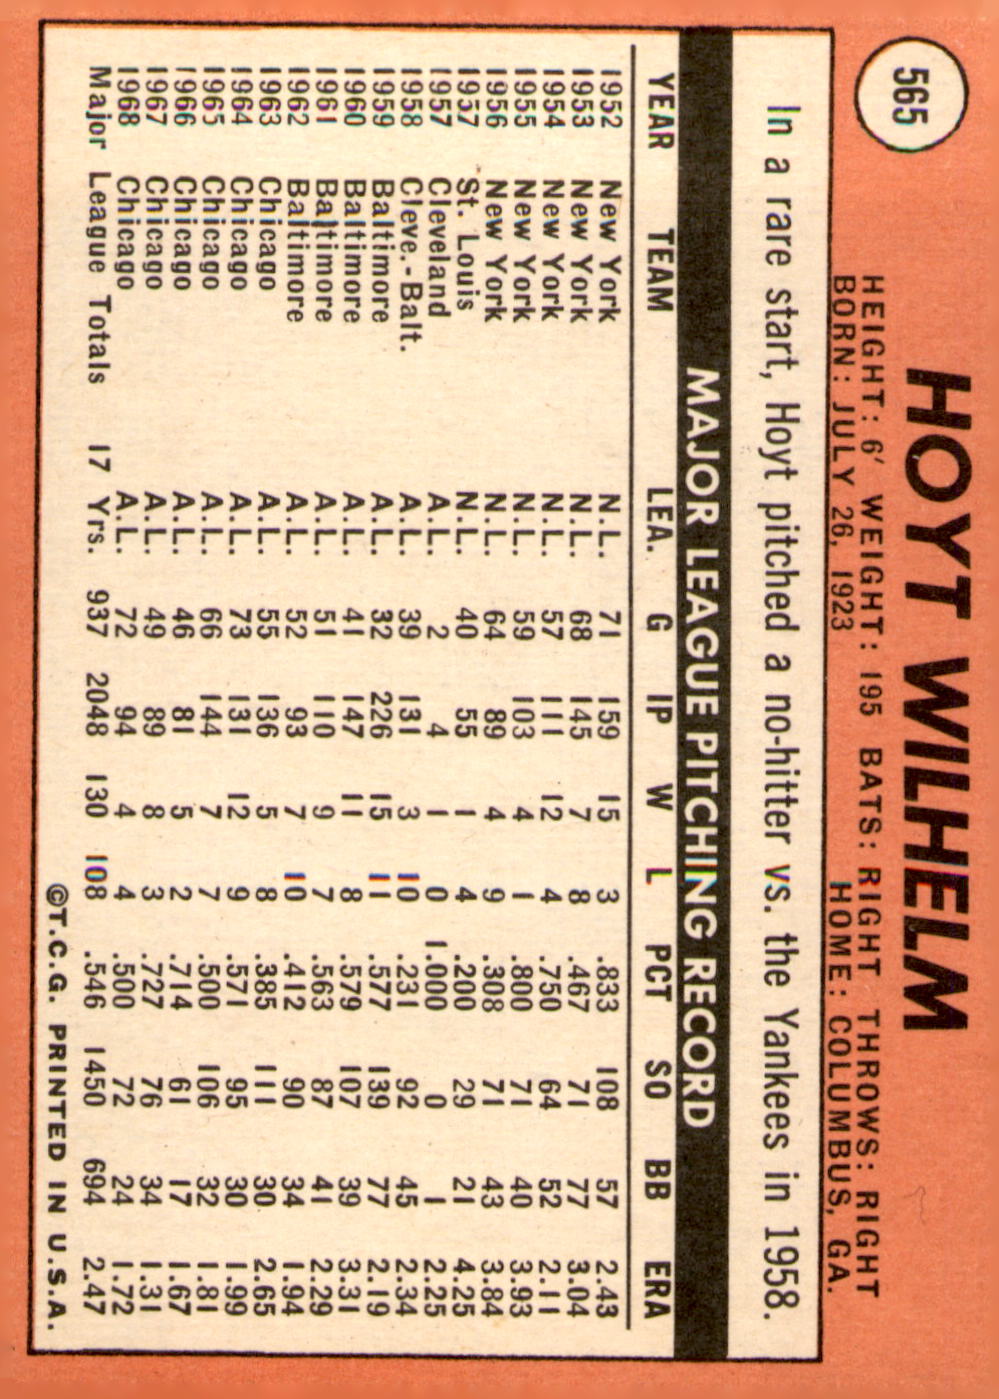 565
HOYT WILHELM
HEIGHT: 6' WEIGHT: 195 BATS: RIGHT THROWS: RIGHT
BORN: JULY 26, 1923 HOME: COLUMBUS, GA.
In a rare start, Hoyt pitched a no-hitter vs. the Yankees in 1958.
MAJOR LEAGUE PITCHING RECORD
YEAR TEAM LEA. G IP W L PCT SO BB ERA
1952 New York N.L. 71 159 15 3 .833 108 57 2.43
1953 New York N.L. 68 145 7 8 .467 71 77 3.04
1954 New York N.L. 57 111 12 4 .750 64 52 2.11
1955 New York N.L. 59 103 4 1 .800 71 40 3.93
1956 New York N.L. 64 89 4 9 .308 71 43 3.84
1957 St. Louis N.L. 40 55 1 4 .200 29 21 4.25
1957 Cleveland A.L. 2 4 1 0 1.000 0 1 2.25
1958 Cleve.-Balt. A.L. 39 131 3 10 .231 92 45 2.34
1959 Baltimore A.L. 32 226 15 11 .577 139 77 2.19
1960 Baltimore A.L. 41 147 11 8 .579 107 39 3.31
1961 Baltimore A.L. 51 110 9 7 .563 87 41 2.29
1962 Baltimore A.L. 52 93 7 10 .412 90 34 1.94
1963 Chicago A.L. 55 136 5 8 .385 111 30 2.65
1964 Chicago A.L. 73 131 12 9 .571 95 30 1.99
1965 Chicago A.L. 66 144 7 7 .500 106 32 1.81
1966 Chicago A.L. 46 81 5 2 .714 61 17 1.67
1967 Chicago A.L. 49 89 8 3 .727 76 34 1.31
1968 Chicago A.L. 72 94 4 4 .500 72 24 1.72
Major League Totals 17 Yrs. 937 2048 130 108 .546 1450 694 2.47
©T.C.G. PRINTED IN U.S.A.